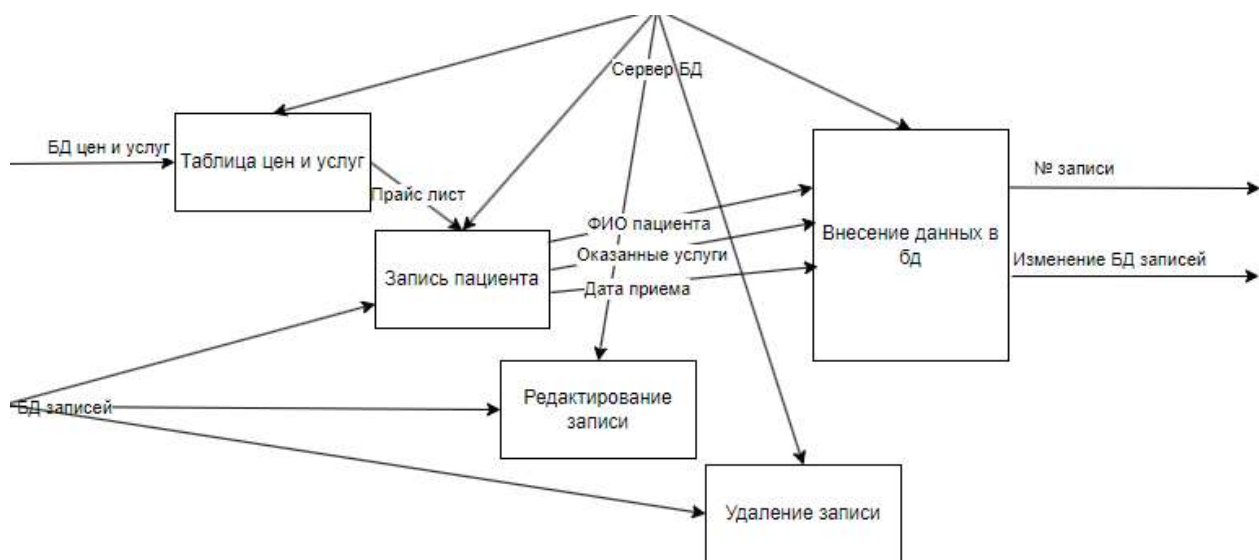 Сервер БД
БД цен и услуг
Таблица цен и услуг
Прайс лист
№ записи
ФИО пациента
Внесение данных в
бд
Оказанные услуги
Изменение БД записей
Запись пациента
Дата приема
БД записей
Редактирование
записи
Удаление записи